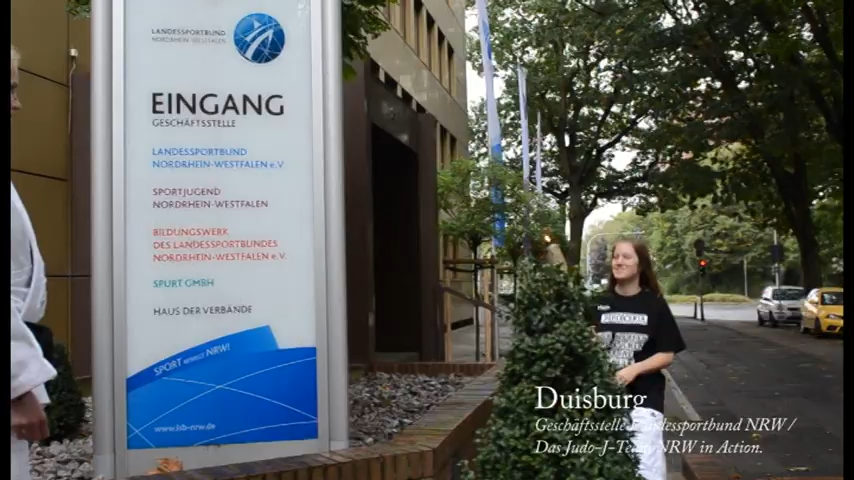 LANDESSPORTBUND
NORDRHEIN-WESTFALEN
EINGANG
GESCHÄFTSSTELLE
LANDESSPORTBUND
NORDRHEIN-WESTFALEN e.V
SPORTJUGEND
NORDRHEIN-WESTFALEN
BILDUNGSWERK
DES LANDESSPORTBUNDES
NORDRHEIN-WESTFALEN e.V.
SPURT GMBH
HAUS DER VERBÄNDE
SPORT BEWEGT NRW!
www.lsb-nrw.de
Duisburg
Geschäftsstelle Landessportbund NRW /
Das Judo-J-Team NRW in Action.